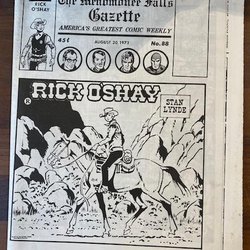 RICK
O'SHAY
The Menomonee Falls
Gazette
AMERICA'S GREATEST COMIC WEEKLY
45¢
AUGUST 20, 1973
No. 88
RICK O'SHAY
STAN
LYNDE